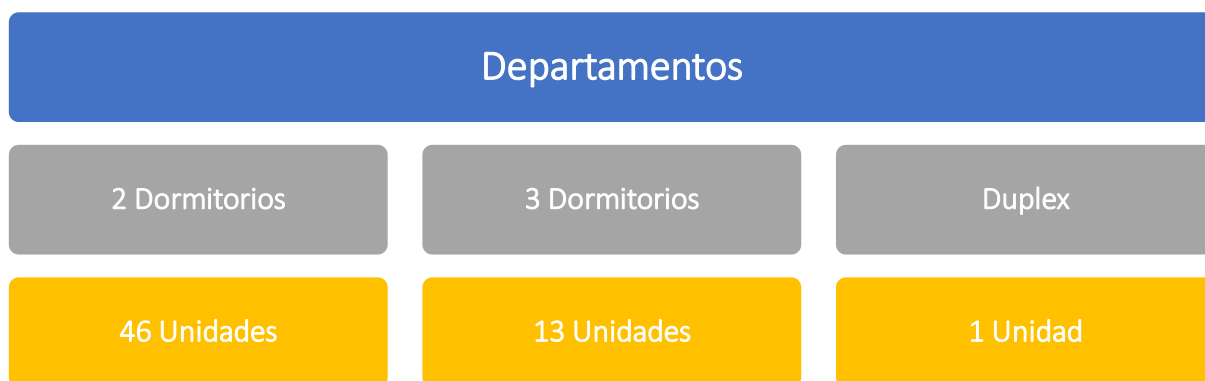 Departamentos
2 Dormitorios
3 Dormitorios
Duplex
46 Unidades
13 Unidades
1 Unidad